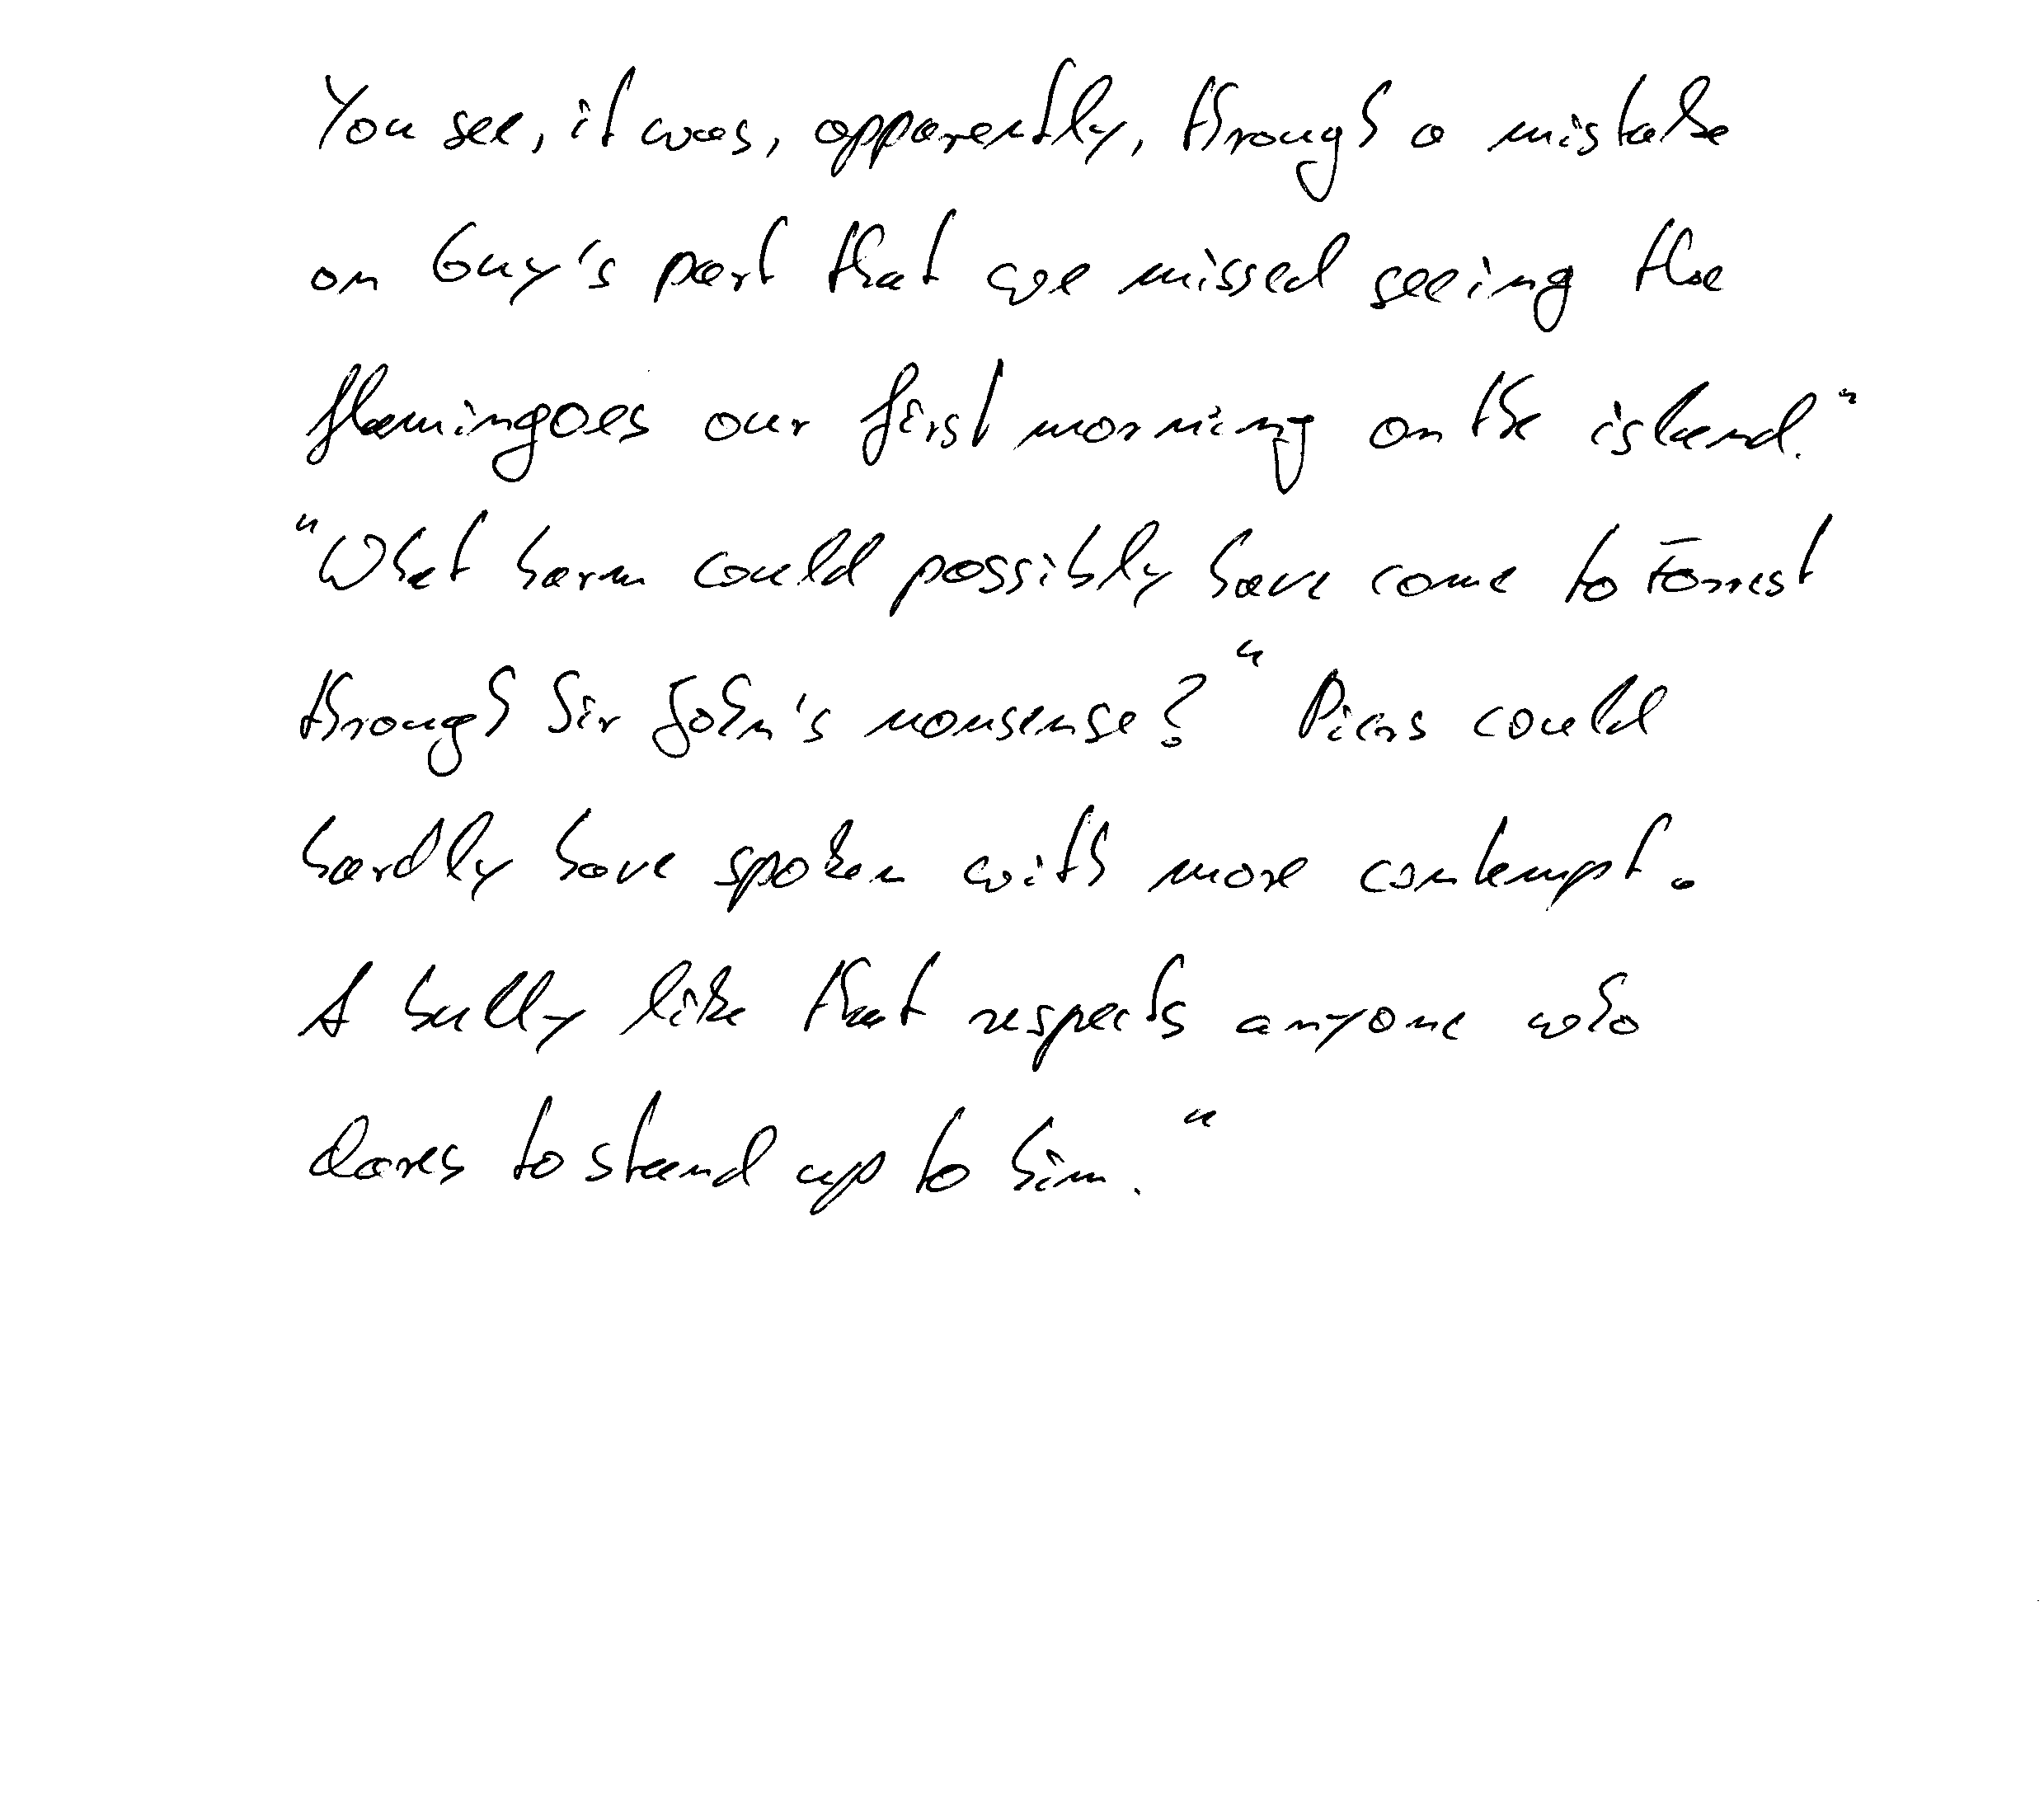 You see, it was, apparently, through a mistake
on Guy's part that we missed seeing the
flamingoes our first morning on the island."
"What harm could possibly have come to Forrest
through Sir John's nonsense?" Piers could
hardly have spoken with more contempt.
A bully like that respects anyone who
dares to stand up to him."